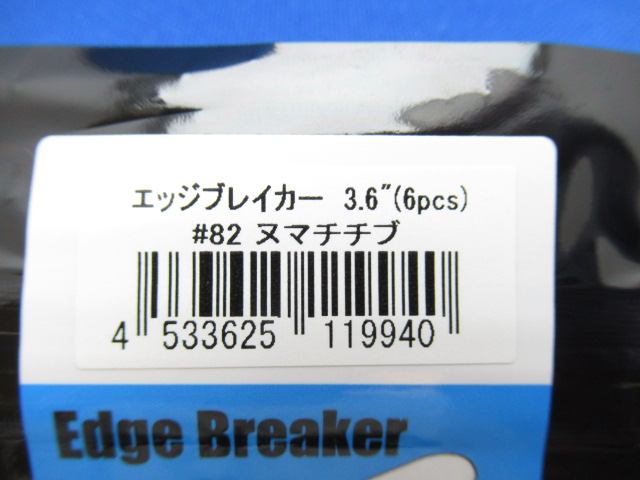 エッジブレイカー 3.6"(6pcs)
#82 ヌマチチブ
4 533625 119940
Edge Breaker